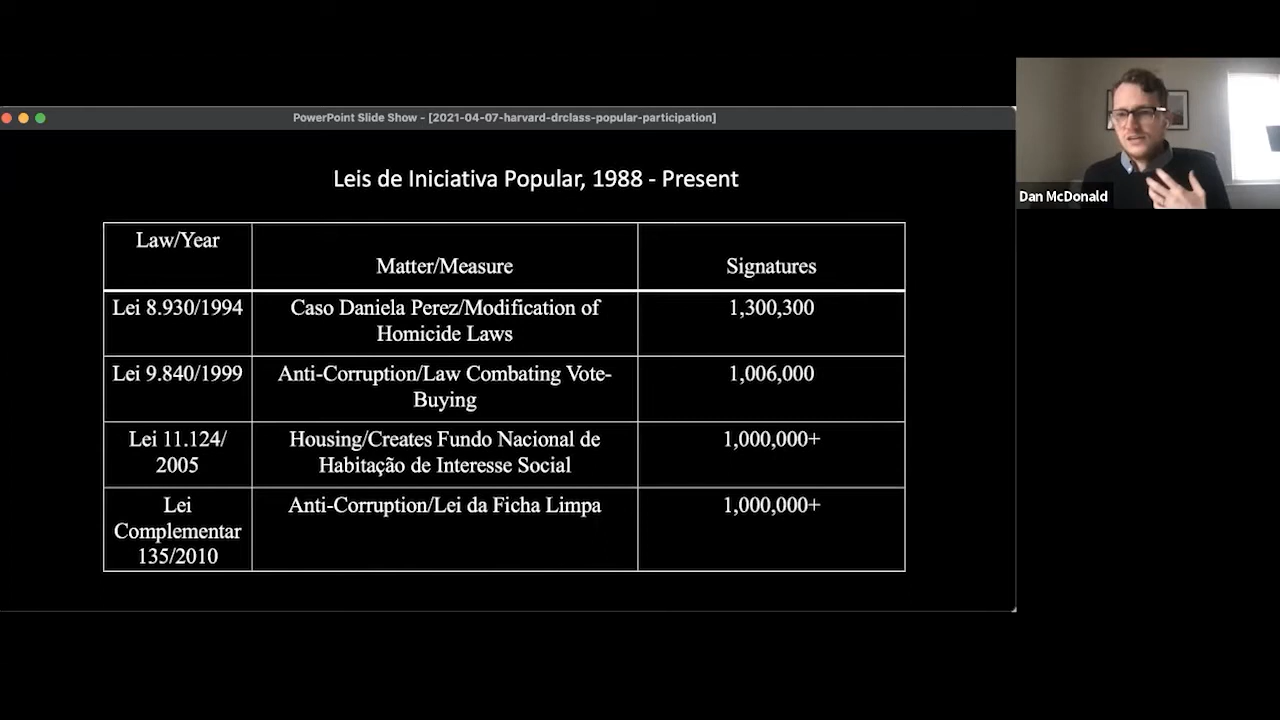 PowerPoint Slide Show - [2021-04-07-harvard-drclass-popular-participation]
Leis de Iniciativa Popular, 1988 - Present
Law/Year
Matter/Measure
Signatures
Lei 8.930/1994
Caso Daniela Perez/Modification of
Homicide Laws
1,300,300
Lei 9.840/1999
Anti-Corruption/Law Combating Vote-
Buying
1,006,000
Lei 11.124/
2005
Housing/Creates Fundo Nacional de
Habitação de Interesse Social
1,000,000+
Lei
Complementar
135/2010
Anti-Corruption/Lei da Ficha Limpa
1,000,000+
Dan McDonald